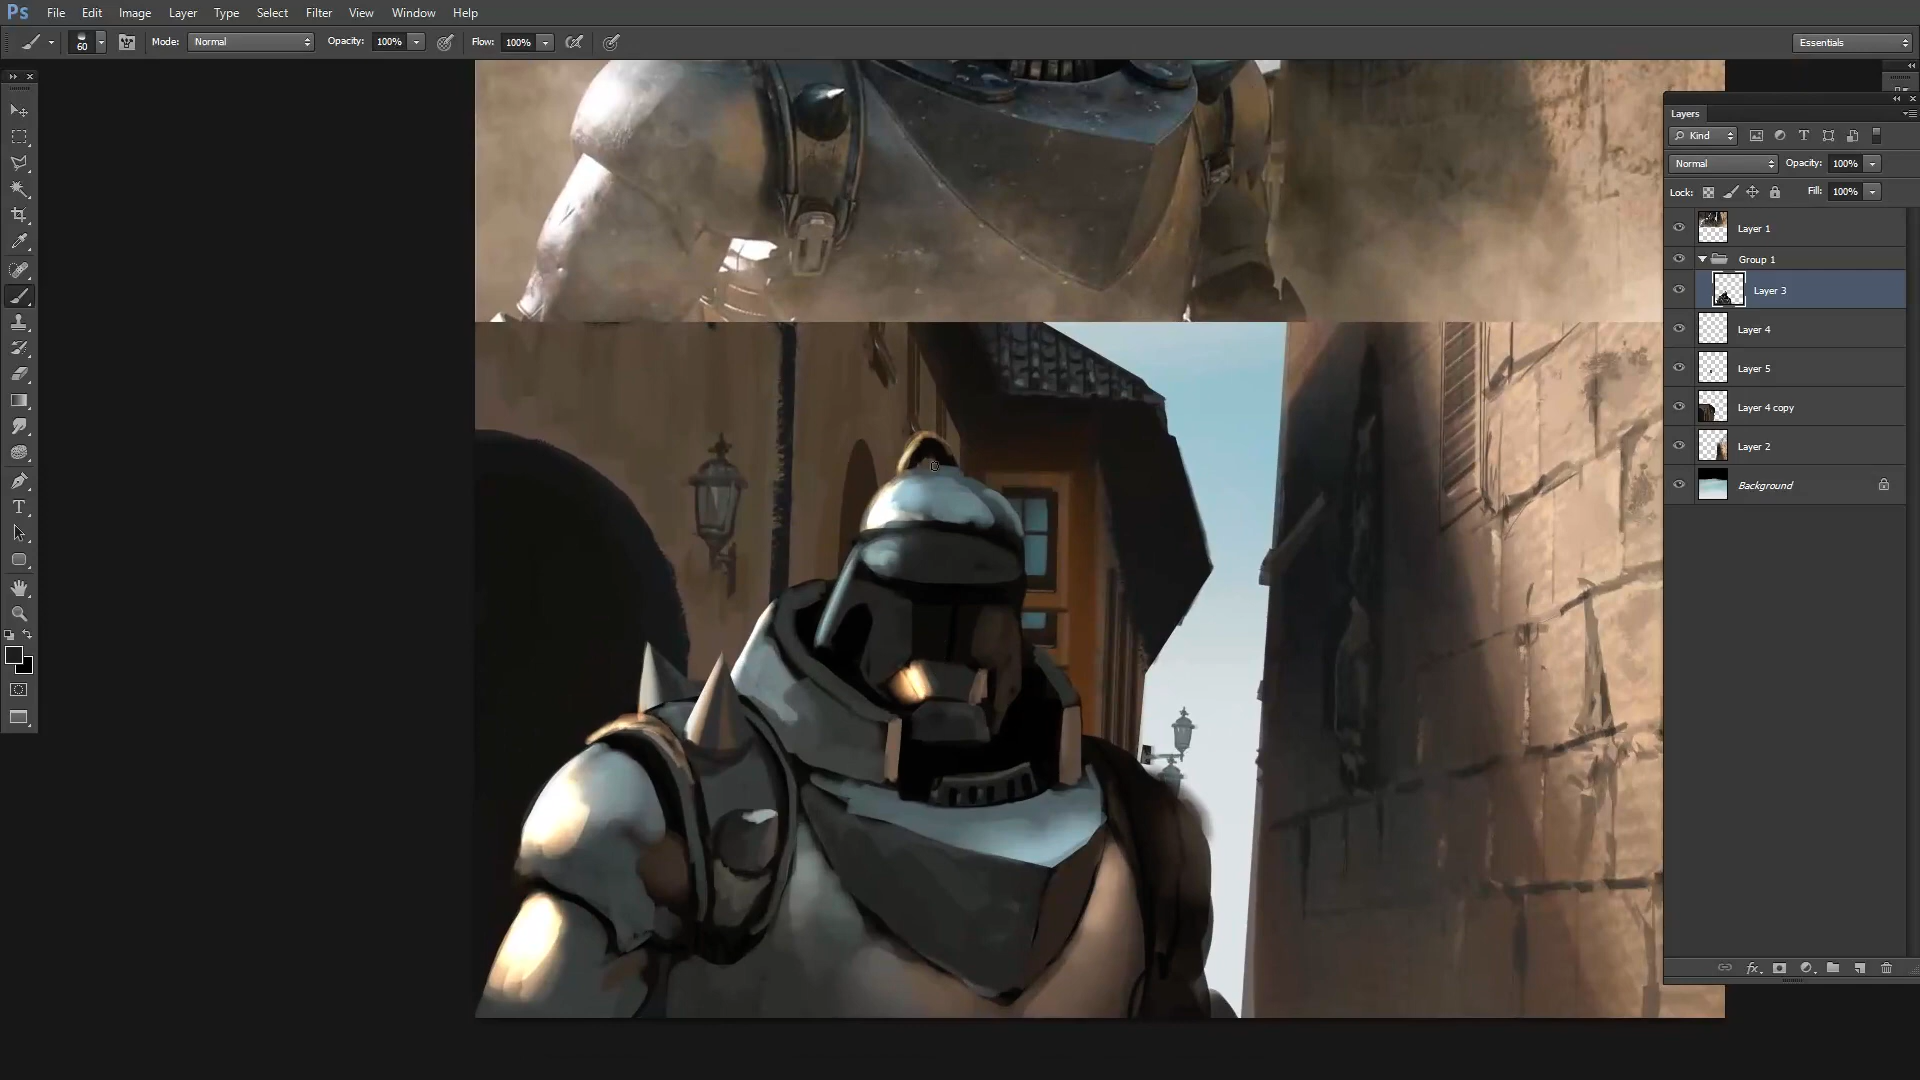 Ps File Edit Image Layer Type Select Filter View Window Help
60 Mode: Normal Opacity: 100% Flow: 100% Essentials
Layers
Kind
Normal Opacity: 100%
Lock: Fill: 100%
Layer 1
Group 1
Layer 3
Layer 4
Layer 5
Layer 4 copy
Layer 2
Background
fx